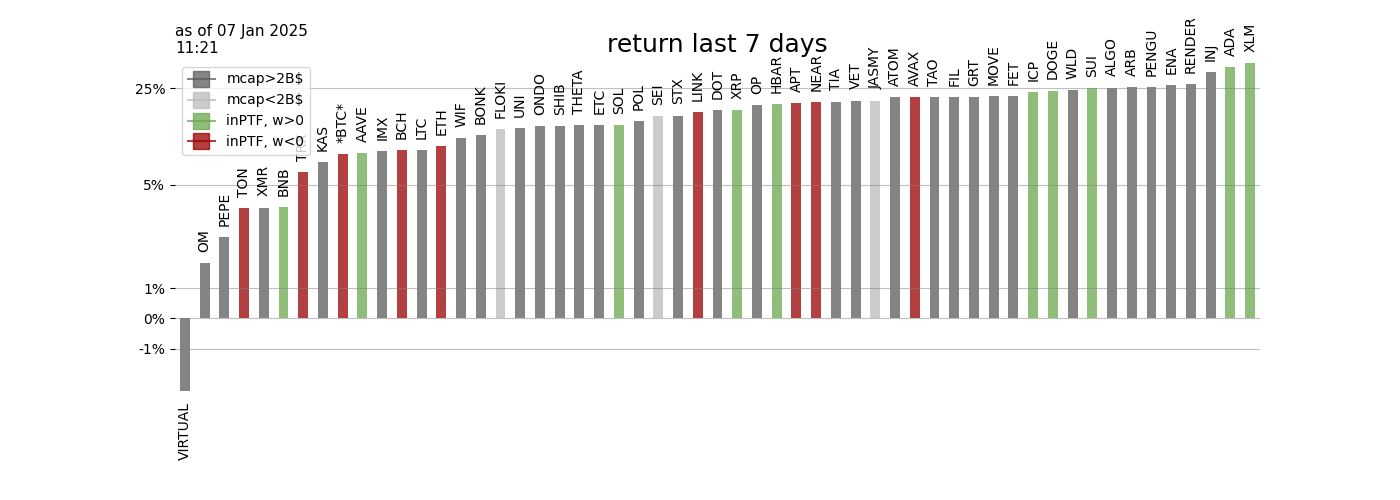 as of 07 Jan 2025
11:21
return last 7 days
mcap>2B$
mcap<2B$
inPTF, w>0
inPTF, w<0
25%
5%
1%
0%
-1%
VIRTUAL
OM
PEPE
TON
XMR
BNB
KAS
*BTC*
AAVE
IMX
BCH
LTC
ETH
WIF
BONK
FLOKI
UNI
ONDO
SHIB
THETA
ETC
SOL
POL
SEI
STX
LINK
DOT
XRP
OP
HBAR
APT
NEAR
TIA
VET
JASMY
ATOM
AVAX
TAO
FIL
GRT
MOVE
FET
ICP
DOGE
WLD
SUI
ALGO
ARB
PENGU
ENA
RENDER
INJ
ADA
XLM